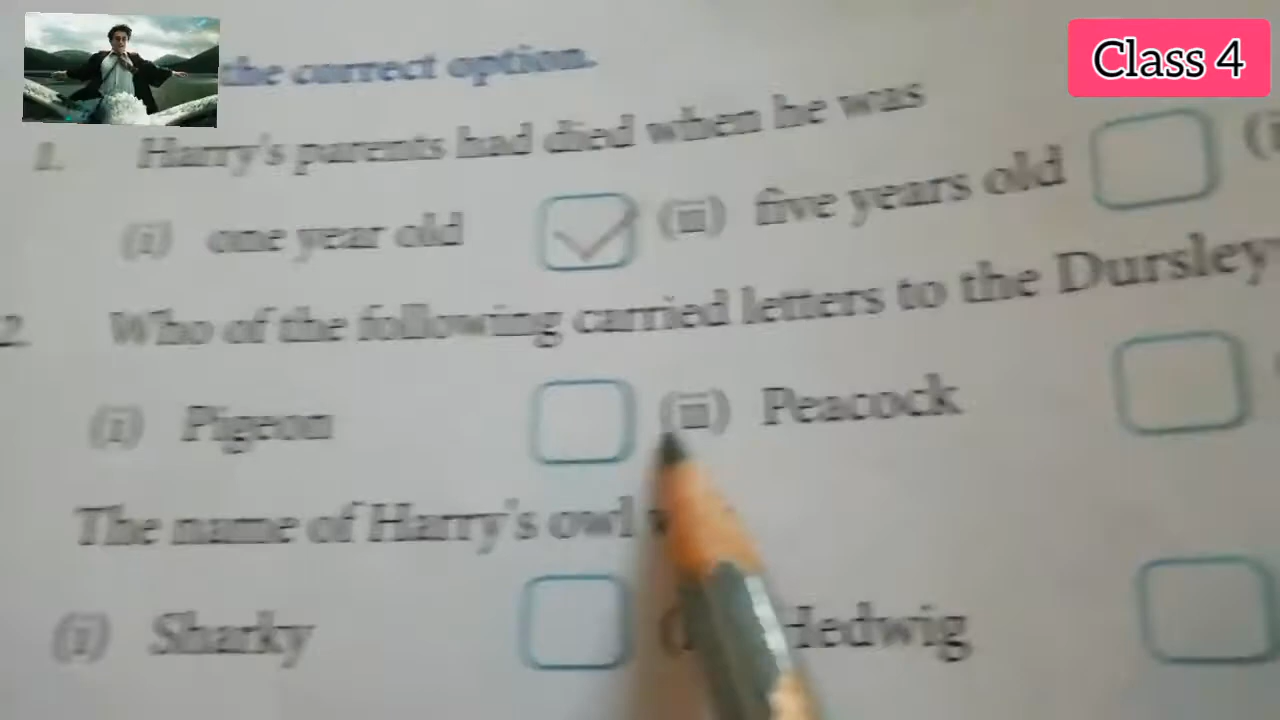 Class 4
the correct option.
1. Harry's parents had died when he was
(i) one year old (ii) five years old (i
2. Who of the following carried letters to the Dursley
(i) Pigeon (ii) Peacock
The name of Harry's owl
(i) Sharky Hedwig